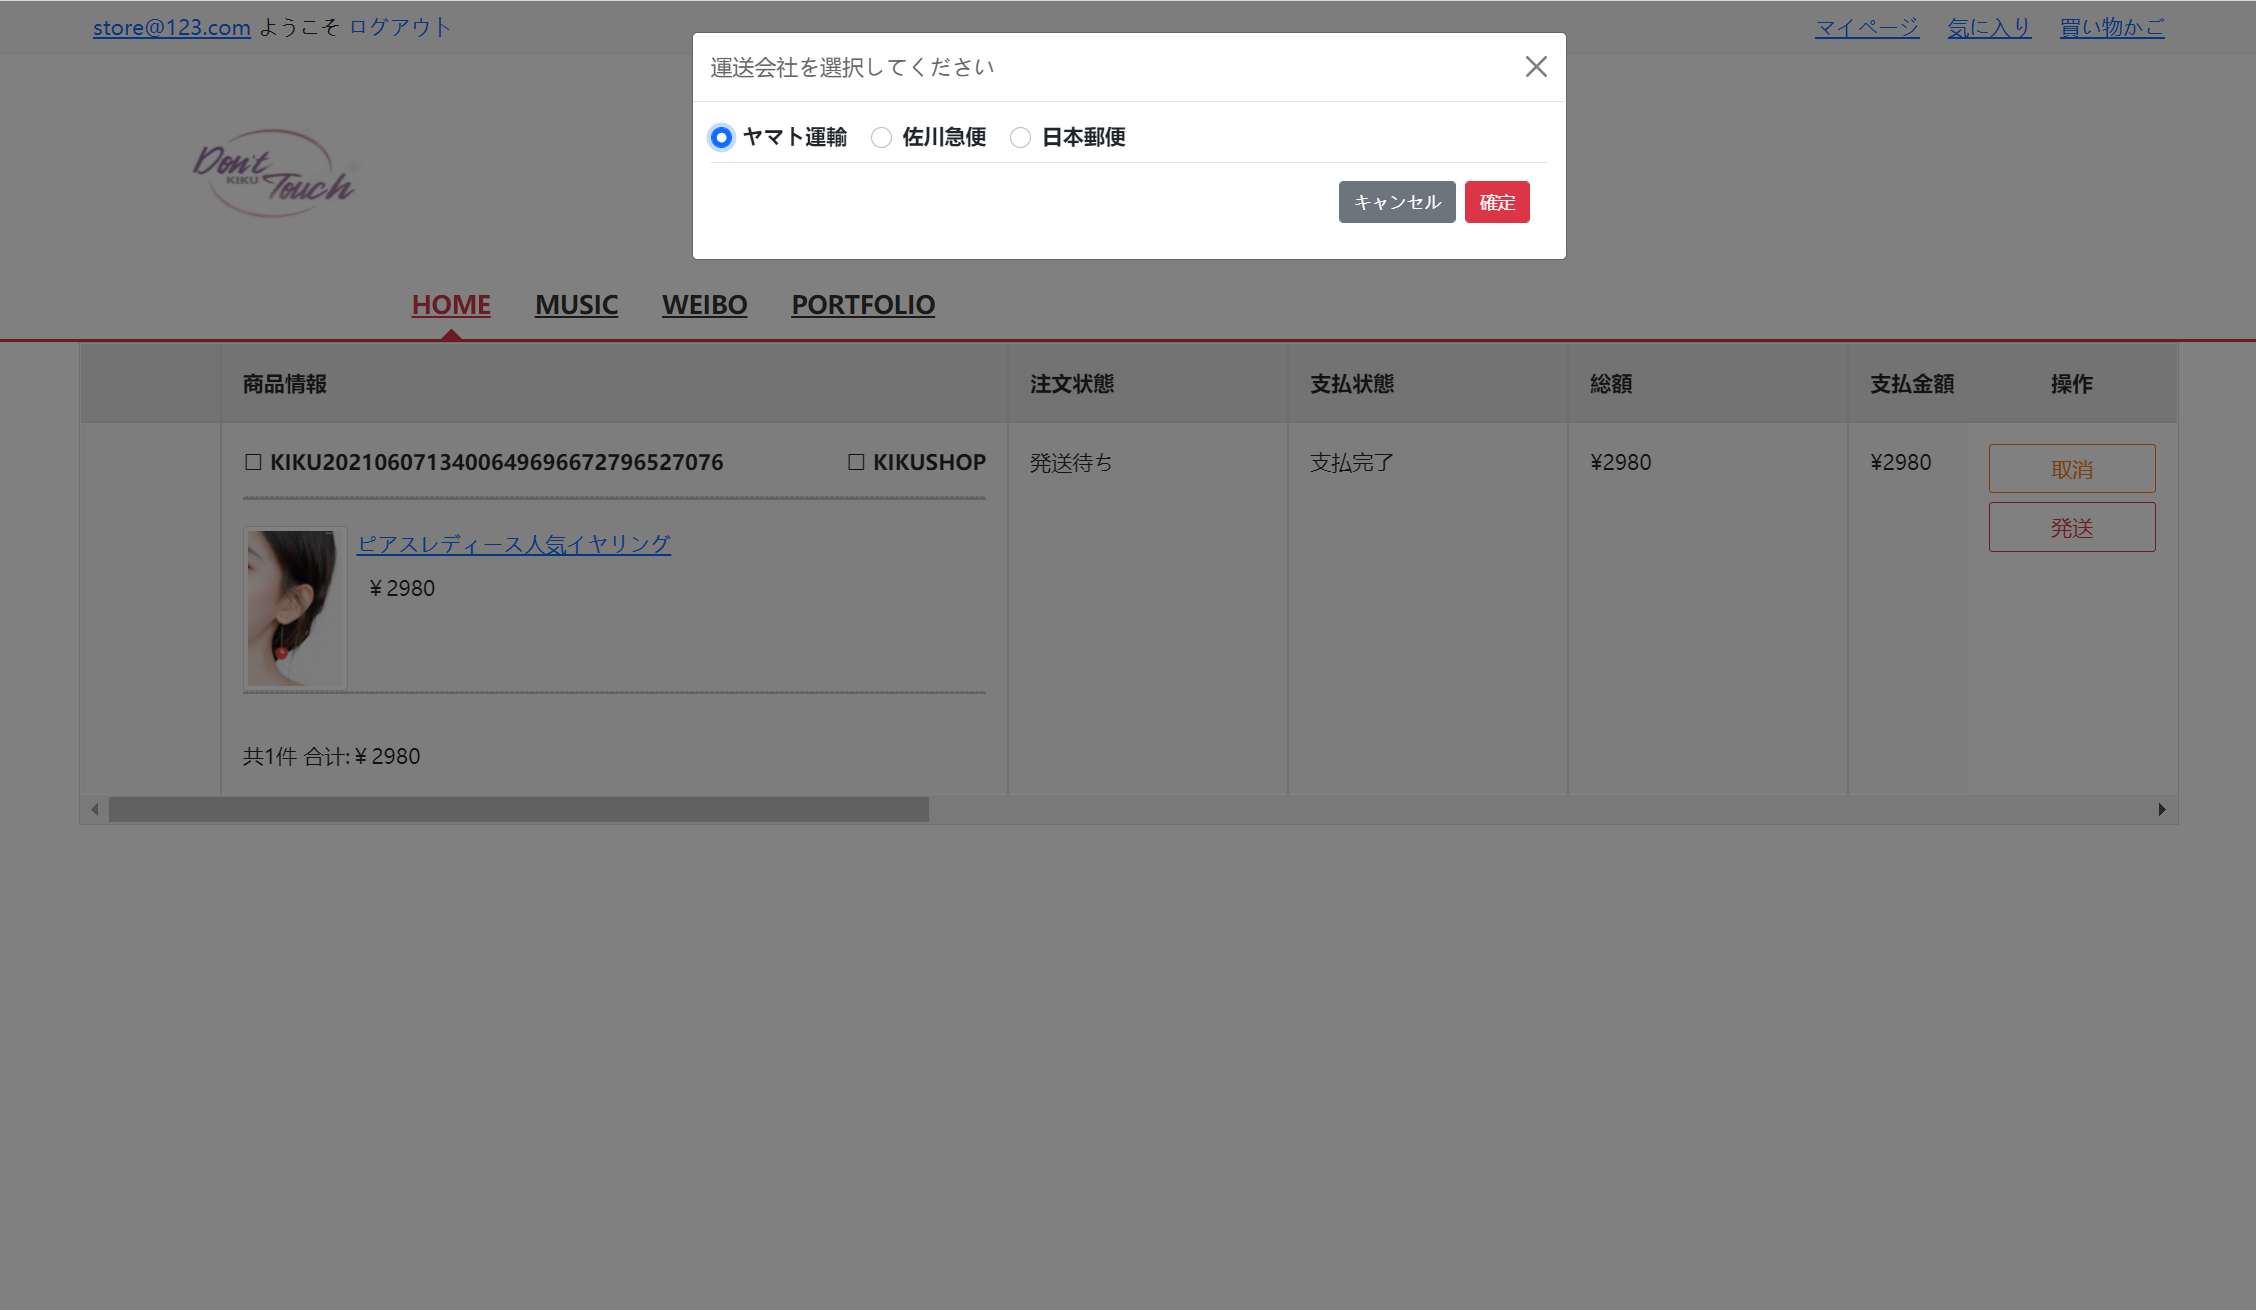 store@123.com ようこそ ログアウト
マイページ 気に入り 買い物かご
運送会社を選択してください
ヤマト運輸 佐川急便 日本郵便
キャンセル 確定
Don't
KIKU
Touch
HOME MUSIC WEIBO PORTFOLIO
商品情報 注文状態 支払状態 総額 支払金額 操作
KIKU20210607134006496966672796527076 KIKUSHOP 発送待ち 支払完了 ¥2980 ¥2980 取消
発送
ピアスレディース人気イヤリング
¥ 2980
共1件 合计: ¥ 2980